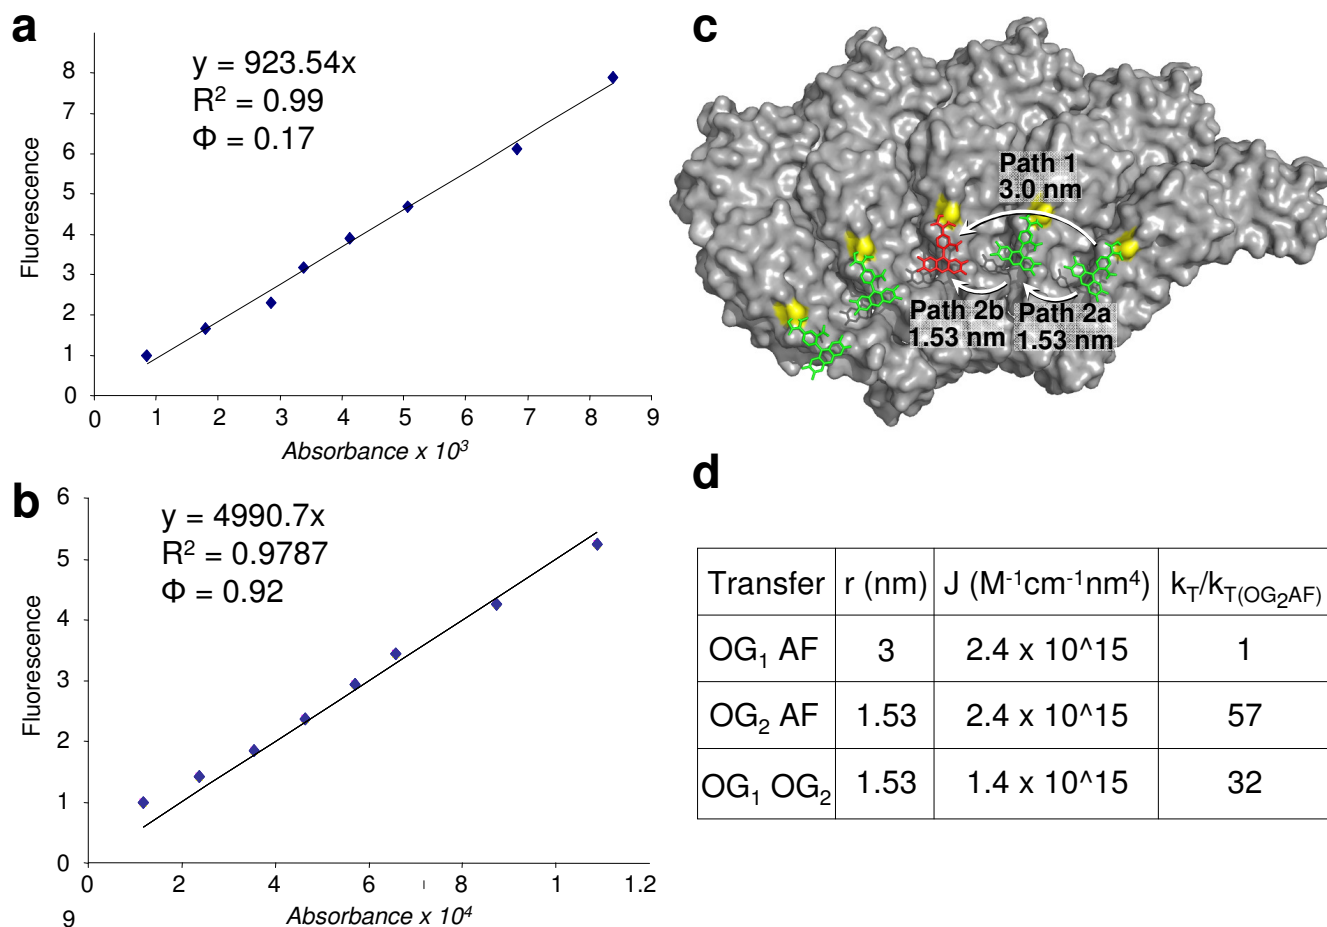 a
y = 923.54x
R² = 0.99
Φ = 0.17
Fluorescence
8
7
6
5
4
3
2
1
0
0 1 2 3 4 5 6 7 8 9
Absorbance x 10³
b
y = 4990.7x
R² = 0.9787
Φ = 0.92
Fluorescence
6
5
4
3
2
1
0
0 2 4 6 8 1 1.2
Absorbance x 10⁴
9
c
Path 1
3.0 nm
Path 2b
1.53 nm
Path 2a
1.53 nm
d
Transfer r (nm) J (M⁻¹cm⁻¹nm⁴) k_T/k_T(OG₂AF)
OG₁ AF 3 2.4 x 10^15 1
OG₂ AF 1.53 2.4 x 10^15 57
OG₁ OG₂ 1.53 1.4 x 10^15 32